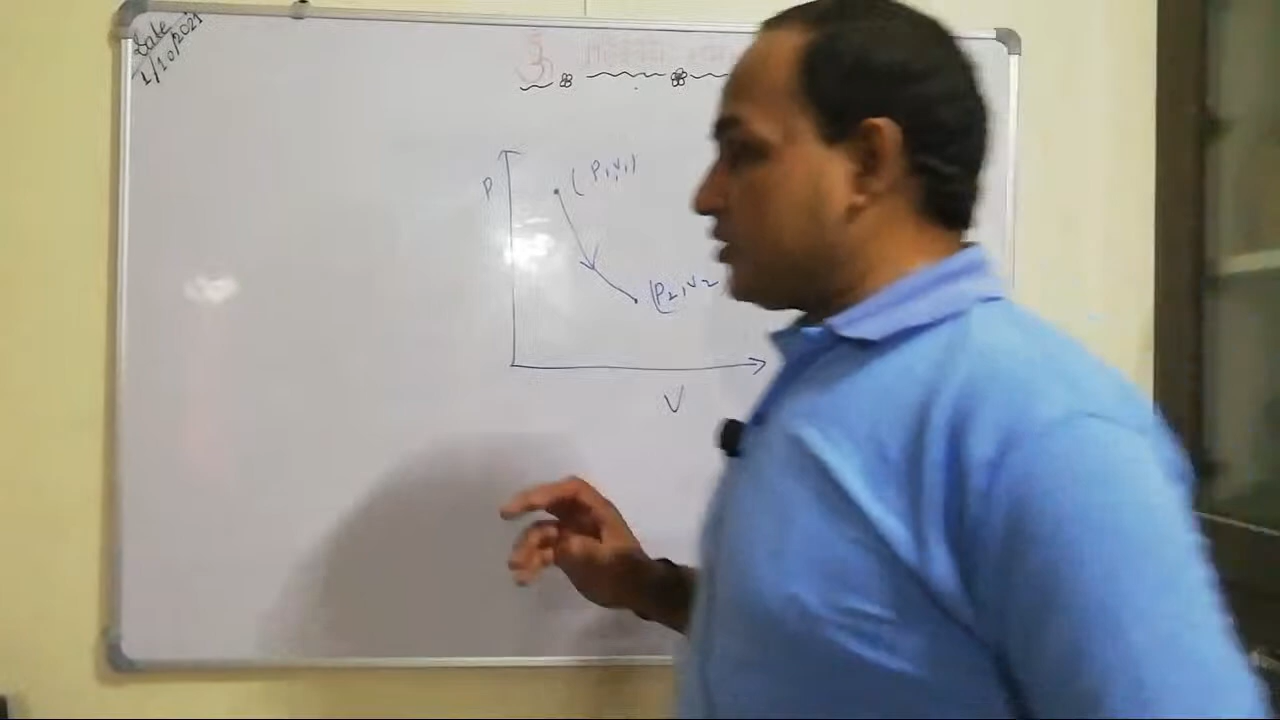 Date
1/10/2021
P
(P₁,V₁)
(P₂,V₂
V